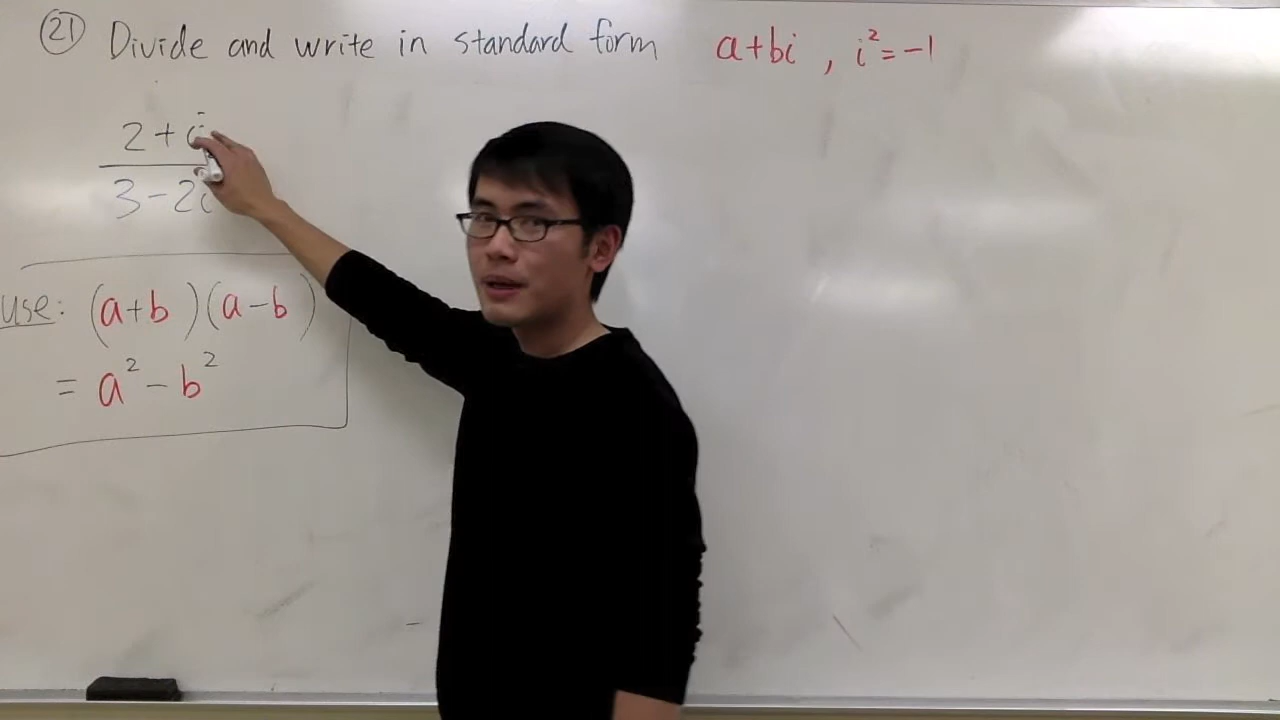 21 Divide and write in standard form a+bi , i²=-1
2+i
3-2i
use: (a+b)(a-b)
= a²-b²